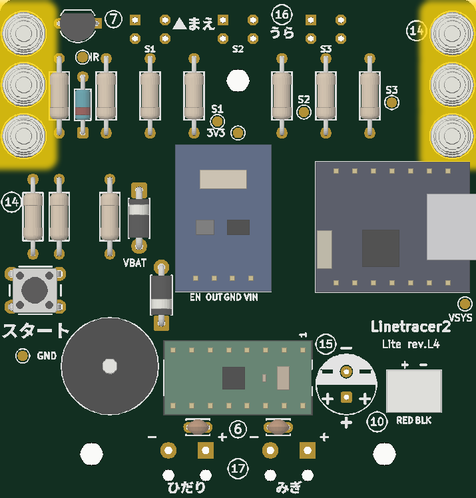 ⑦
▲まえ
⑯
うら
⑭
S1
S2
S3
S1
S2
S3
3V3
⑭
VBAT
EN OUT GND VIN
VSYS
スタート
GND
Linetracer2
Lite rev.L4
1
⑮
−
+ +
+
+ −
RED BLK
⑩
− + ⑥ − +
⑰
ひだり
みぎ